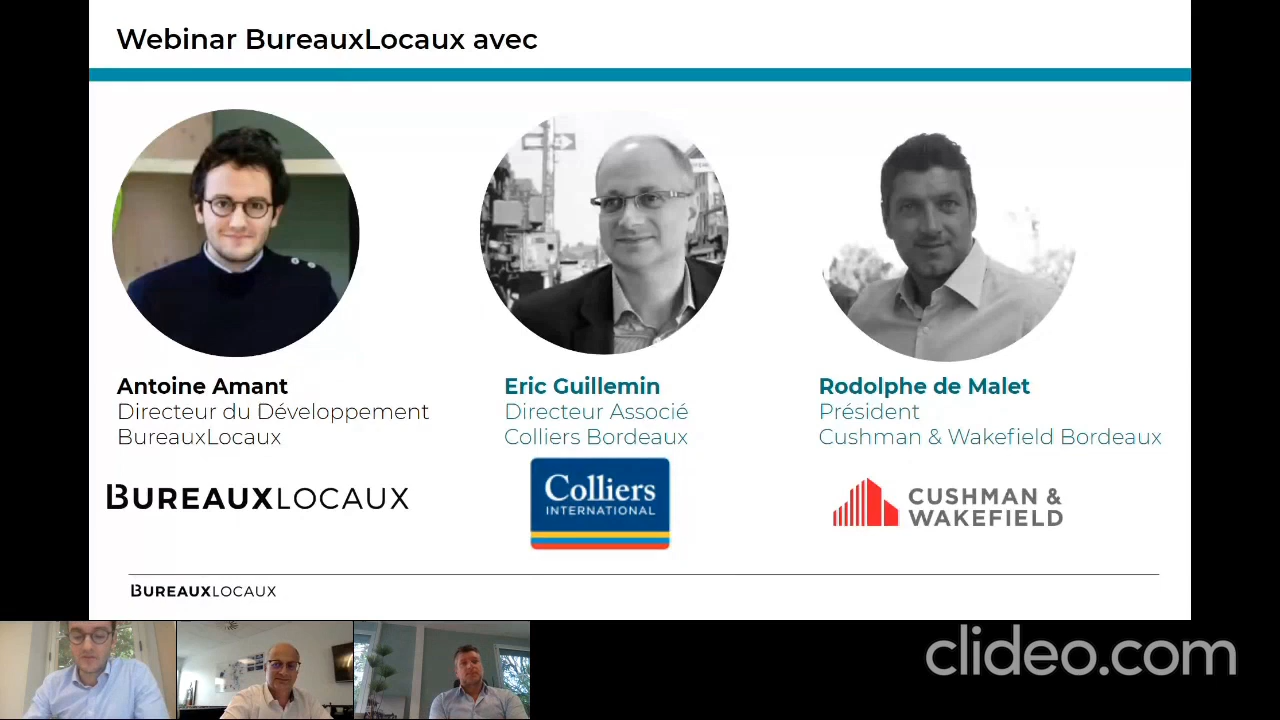 Webinar BureauxLocaux avec
Antoine Amant
Directeur du Développement
BureauxLocaux
Eric Guillemin
Directeur Associé
Colliers Bordeaux
Rodolphe de Malet
Président
Cushman & Wakefield Bordeaux
BUREAUXLOCAUX
Colliers
INTERNATIONAL
CUSHMAN &
WAKEFIELD
BUREAUXLOCAUX
clideo.com